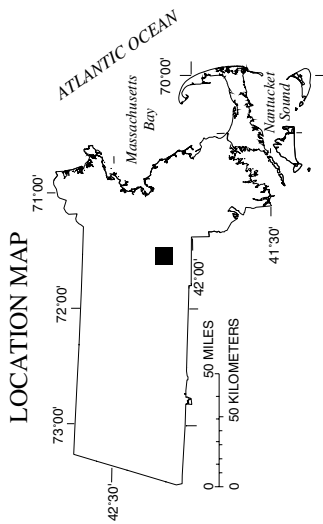 LOCATION MAP
73°00'
72°00'
71°00'
ATLANTIC OCEAN
42°30'
Massachusetts
Bay
70°00'
42°00'
41°30'
Nantucket
Sound
0 50 MILES
0 50 KILOMETERS